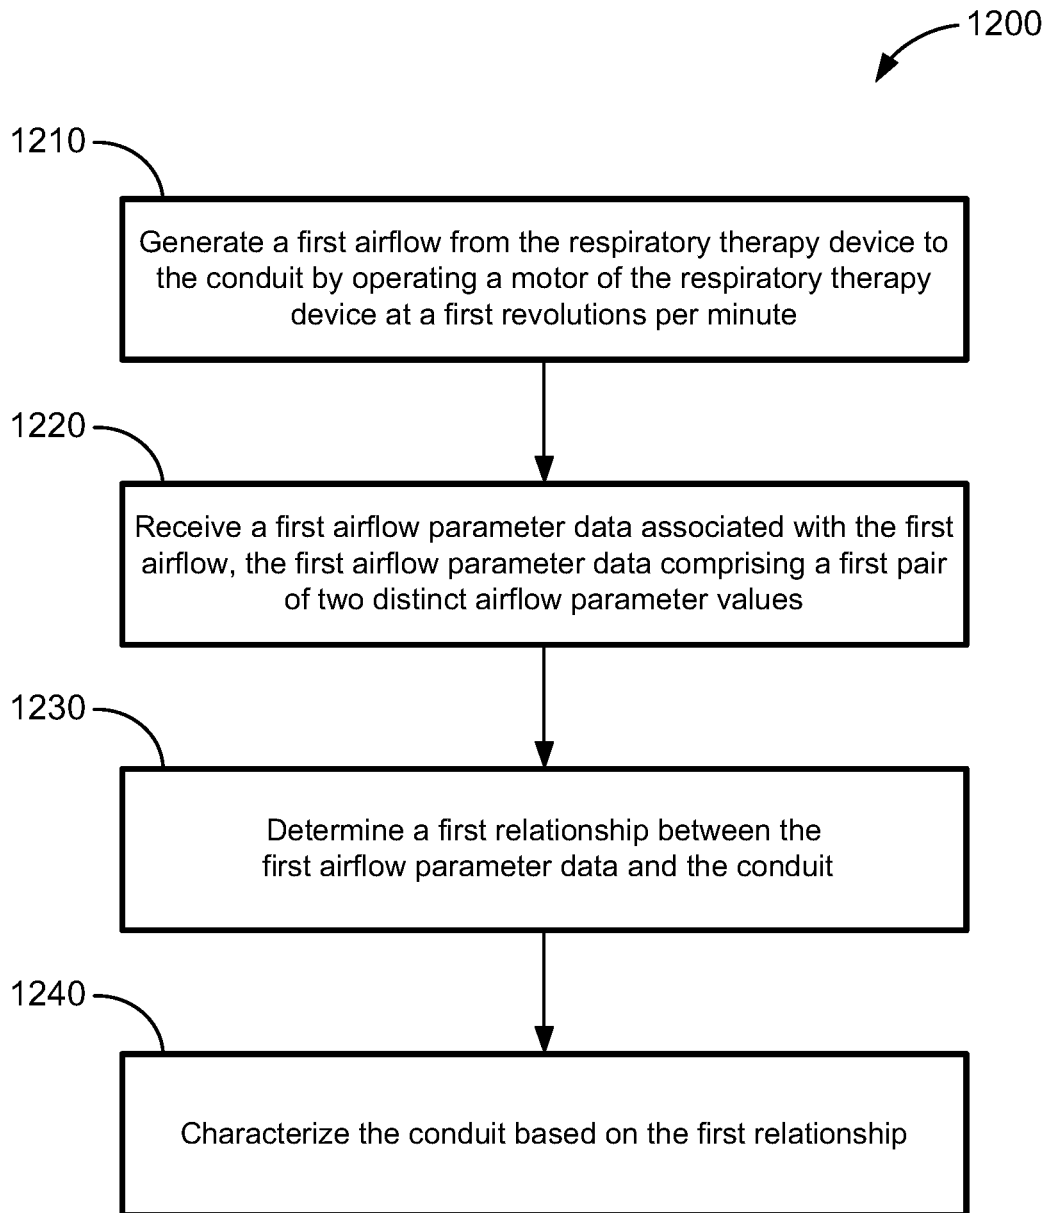 1200
1210
Generate a first airflow from the respiratory therapy device to
the conduit by operating a motor of the respiratory therapy
device at a first revolutions per minute
1220
Receive a first airflow parameter data associated with the first
airflow, the first airflow parameter data comprising a first pair
of two distinct airflow parameter values
1230
Determine a first relationship between the
first airflow parameter data and the conduit
1240
Characterize the conduit based on the first relationship